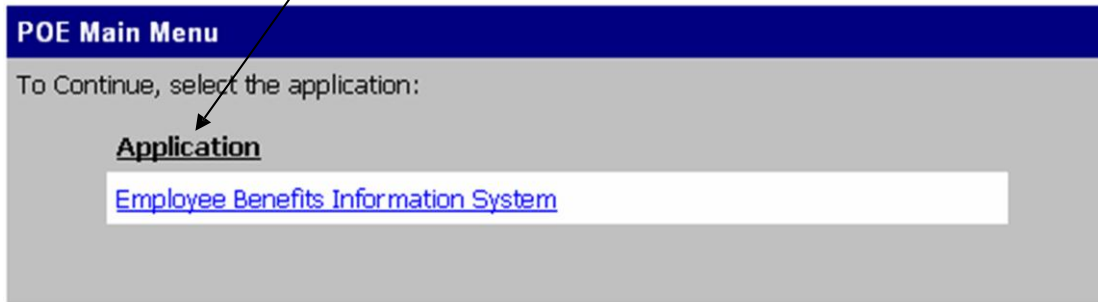 POE Main Menu
To Continue, select the application:
Application
Employee Benefits Information System